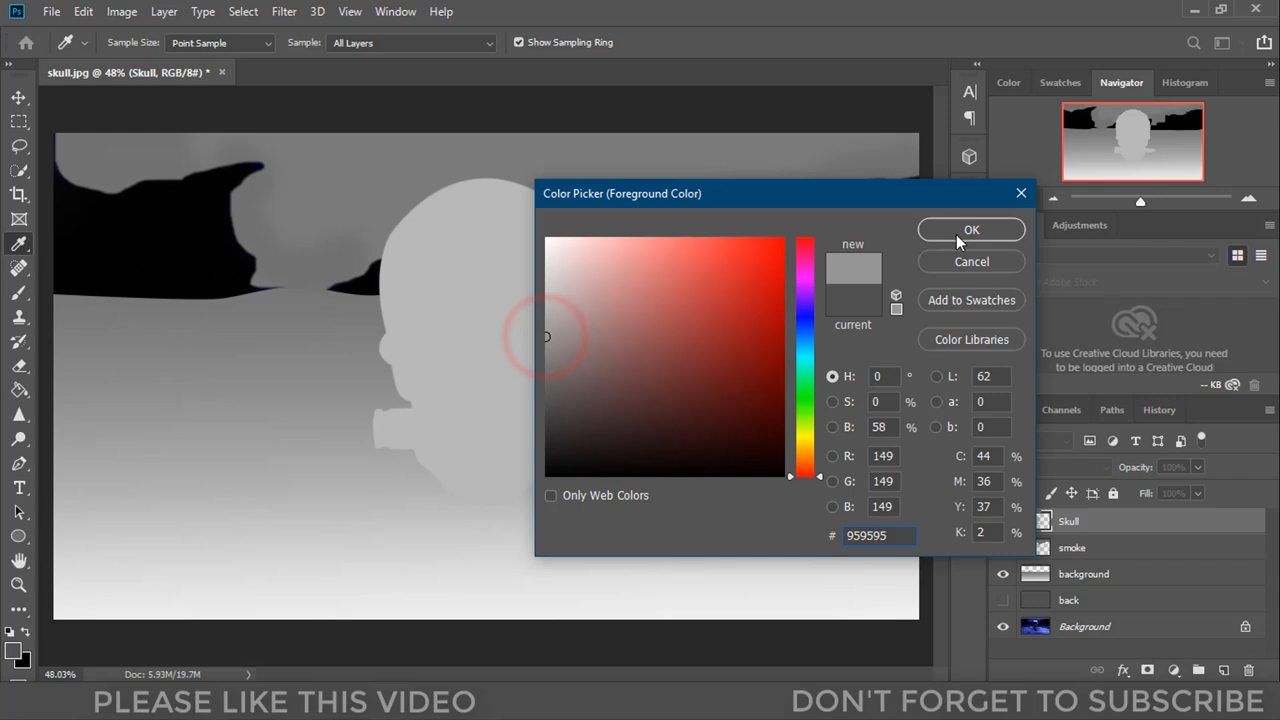 Ps File Edit Image Layer Type Select Filter 3D View Window Help
Sample Size: Point Sample Sample: All Layers Show Sampling Ring
skull.jpg @ 48% (Skull, RGB/8#) * ×
Color Swatches Navigator Histogram
Color Picker (Foreground Color)
new
current
OK
Cancel
Add to Swatches
Color Libraries
H: 0 ° L: 62
S: 0 % a: 0
B: 58 % b: 0
R: 149 C: 44 %
G: 149 M: 36 %
B: 149 Y: 37 %
# 959595 K: 2 %
Only Web Colors
Adjustments
To use Creative Cloud Libraries, you need
to be logged into a Creative Cloud
-- KB
Channels Paths History
Opacity: 100%
Fill: 100%
Skull
smoke
background
back
Background
48.03% Doc: 5.93M/19.7M
PLEASE LIKE THIS VIDEO DON'T FORGET TO SUBSCRIBE